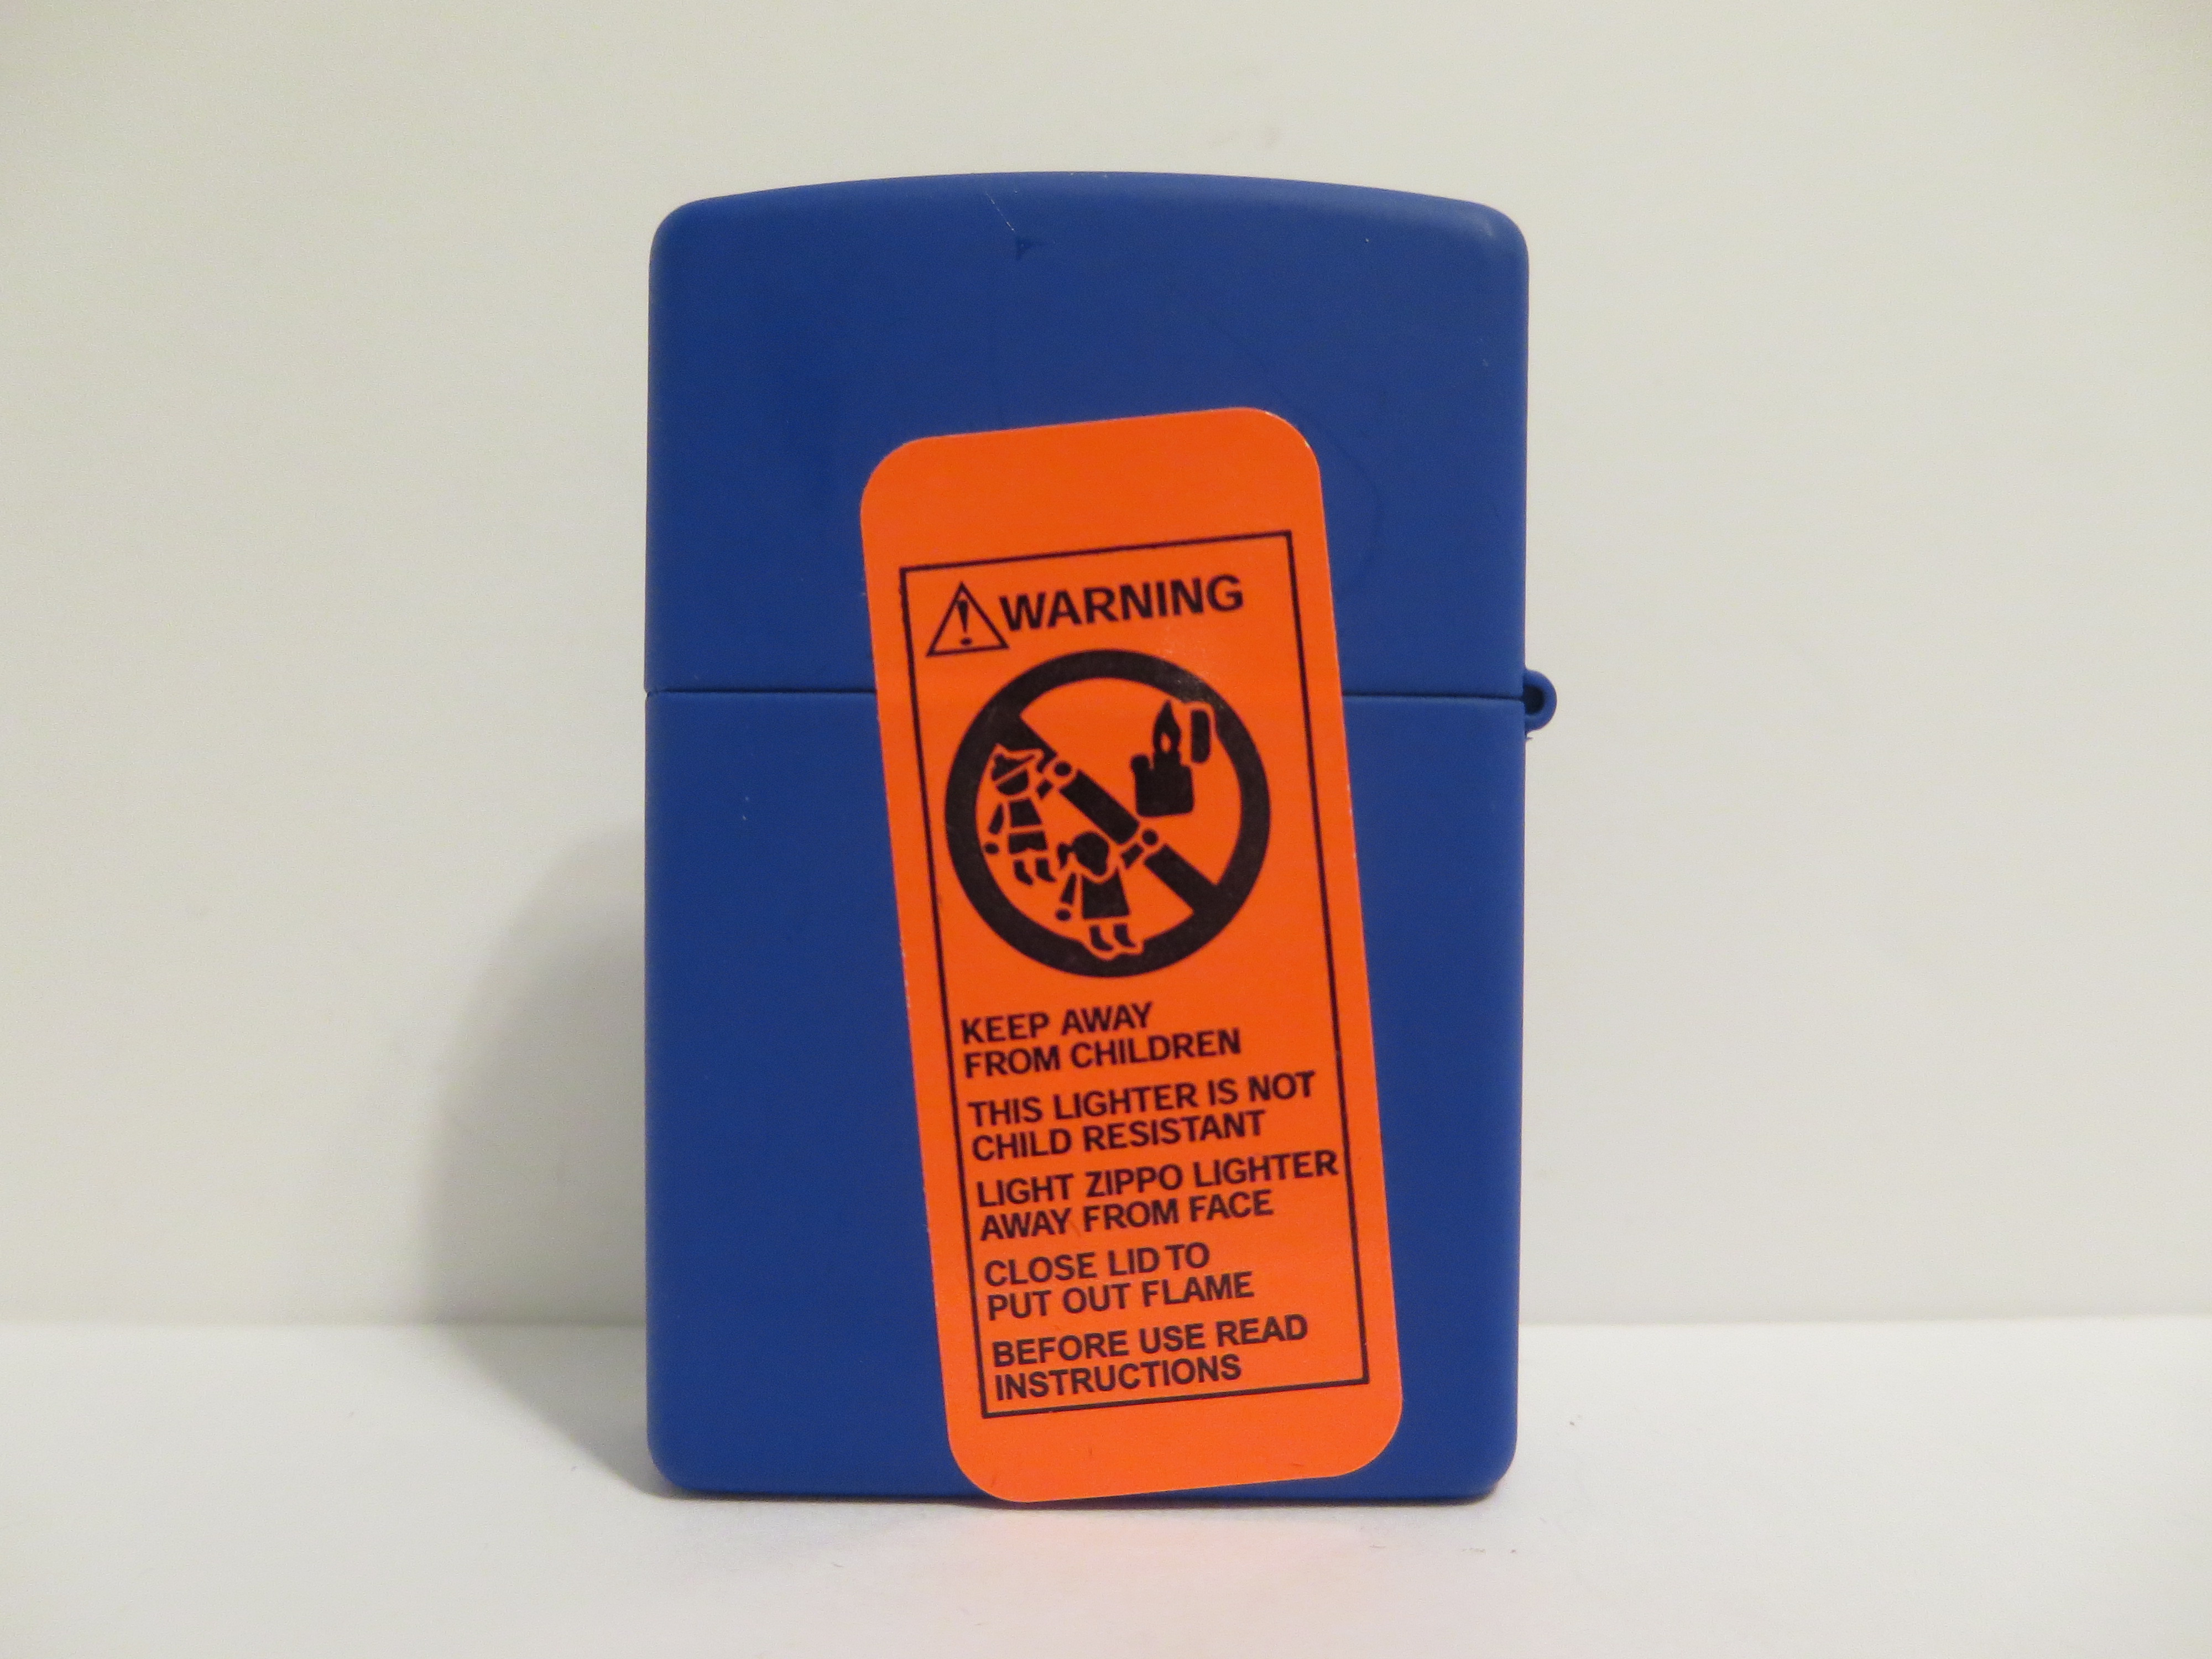 WARNING
KEEP AWAY
FROM CHILDREN
THIS LIGHTER IS NOT
CHILD RESISTANT
LIGHT ZIPPO LIGHTER
AWAY FROM FACE
CLOSE LID TO
PUT OUT FLAME
BEFORE USE READ
INSTRUCTIONS